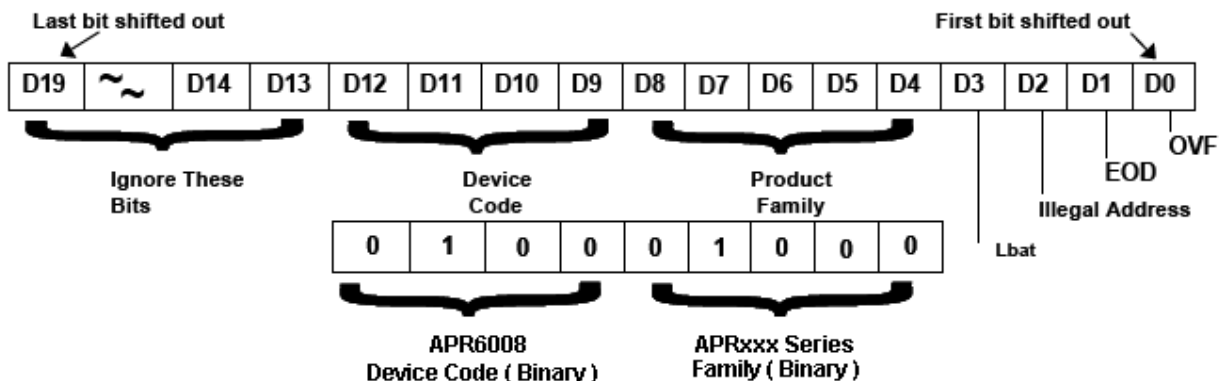 Last bit shifted out First bit shifted out
D19 ~~ D14 D13 D12 D11 D10 D9 D8 D7 D6 D5 D4 D3 D2 D1 D0
OVF
EOD
Ignore These Bits
Device Code
Product Family
Illegal Address
Lbat
0 1 0 0 0 1 0 0 0
APR6008
Device Code ( Binary )
APRxxx Series
Family ( Binary )